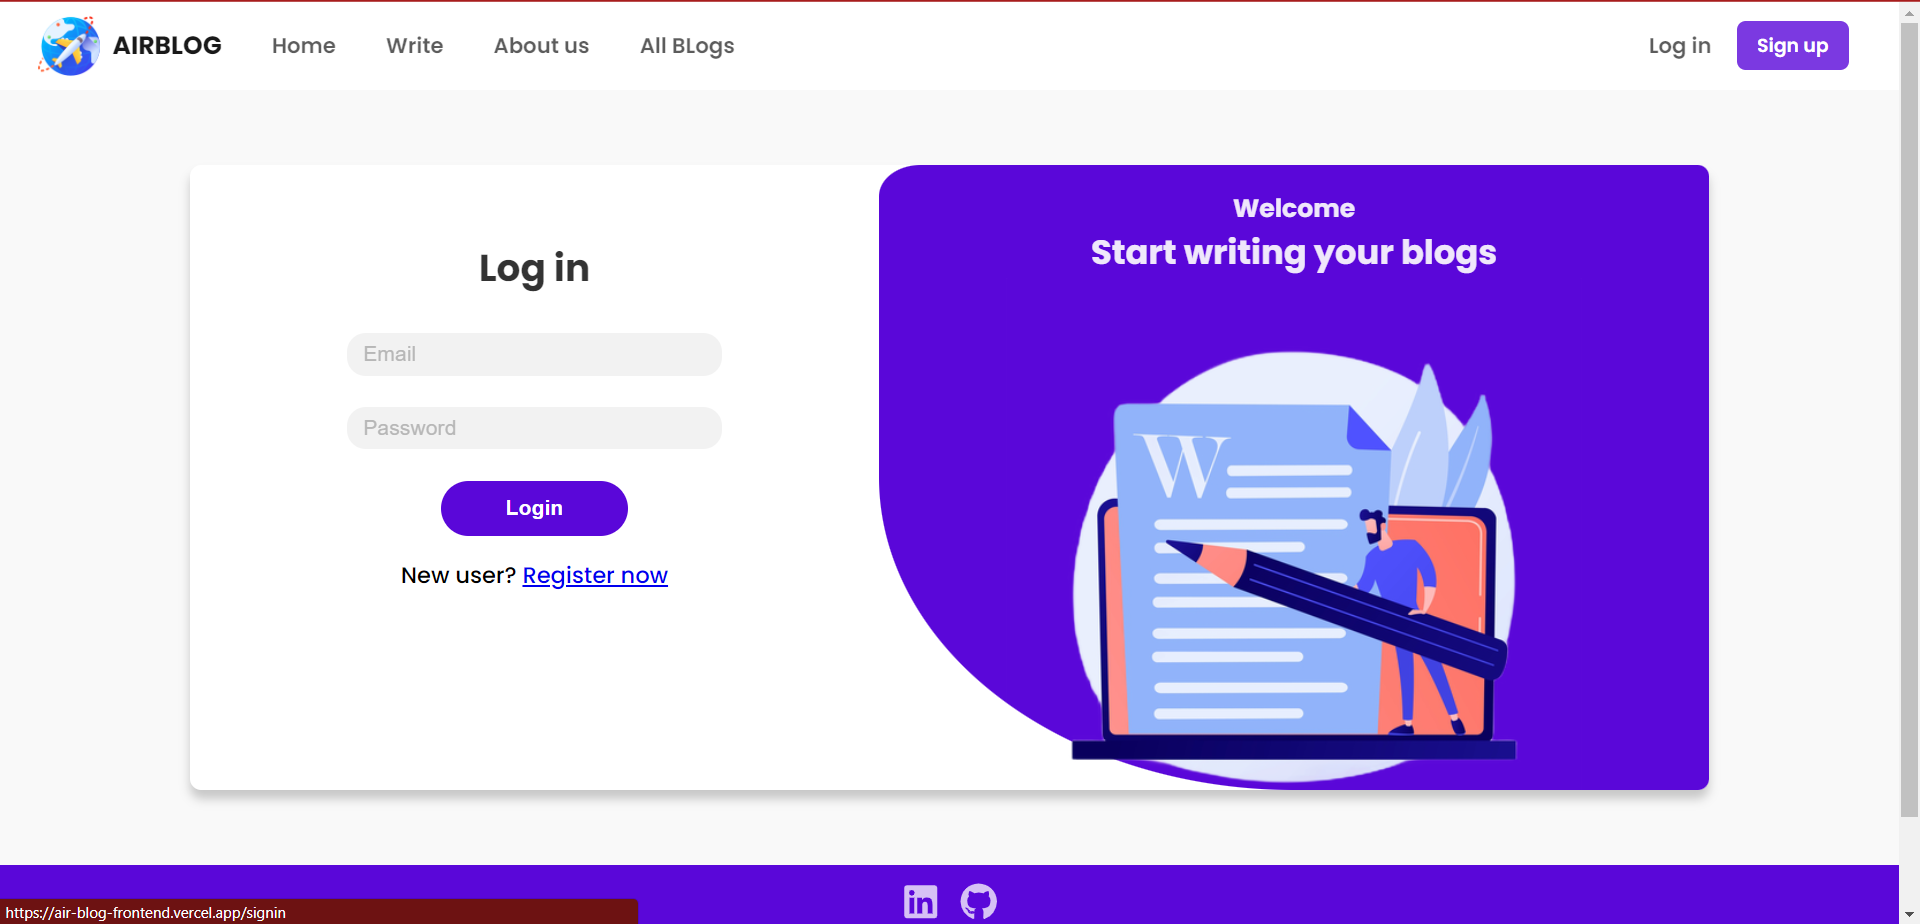 AIRBLOG Home Write About us All BLogs Log in Sign up
Welcome
Start writing your blogs
Log in
Email
Password
Login
New user? Register now
W
in
https://air-blog-frontend.vercel.app/signin